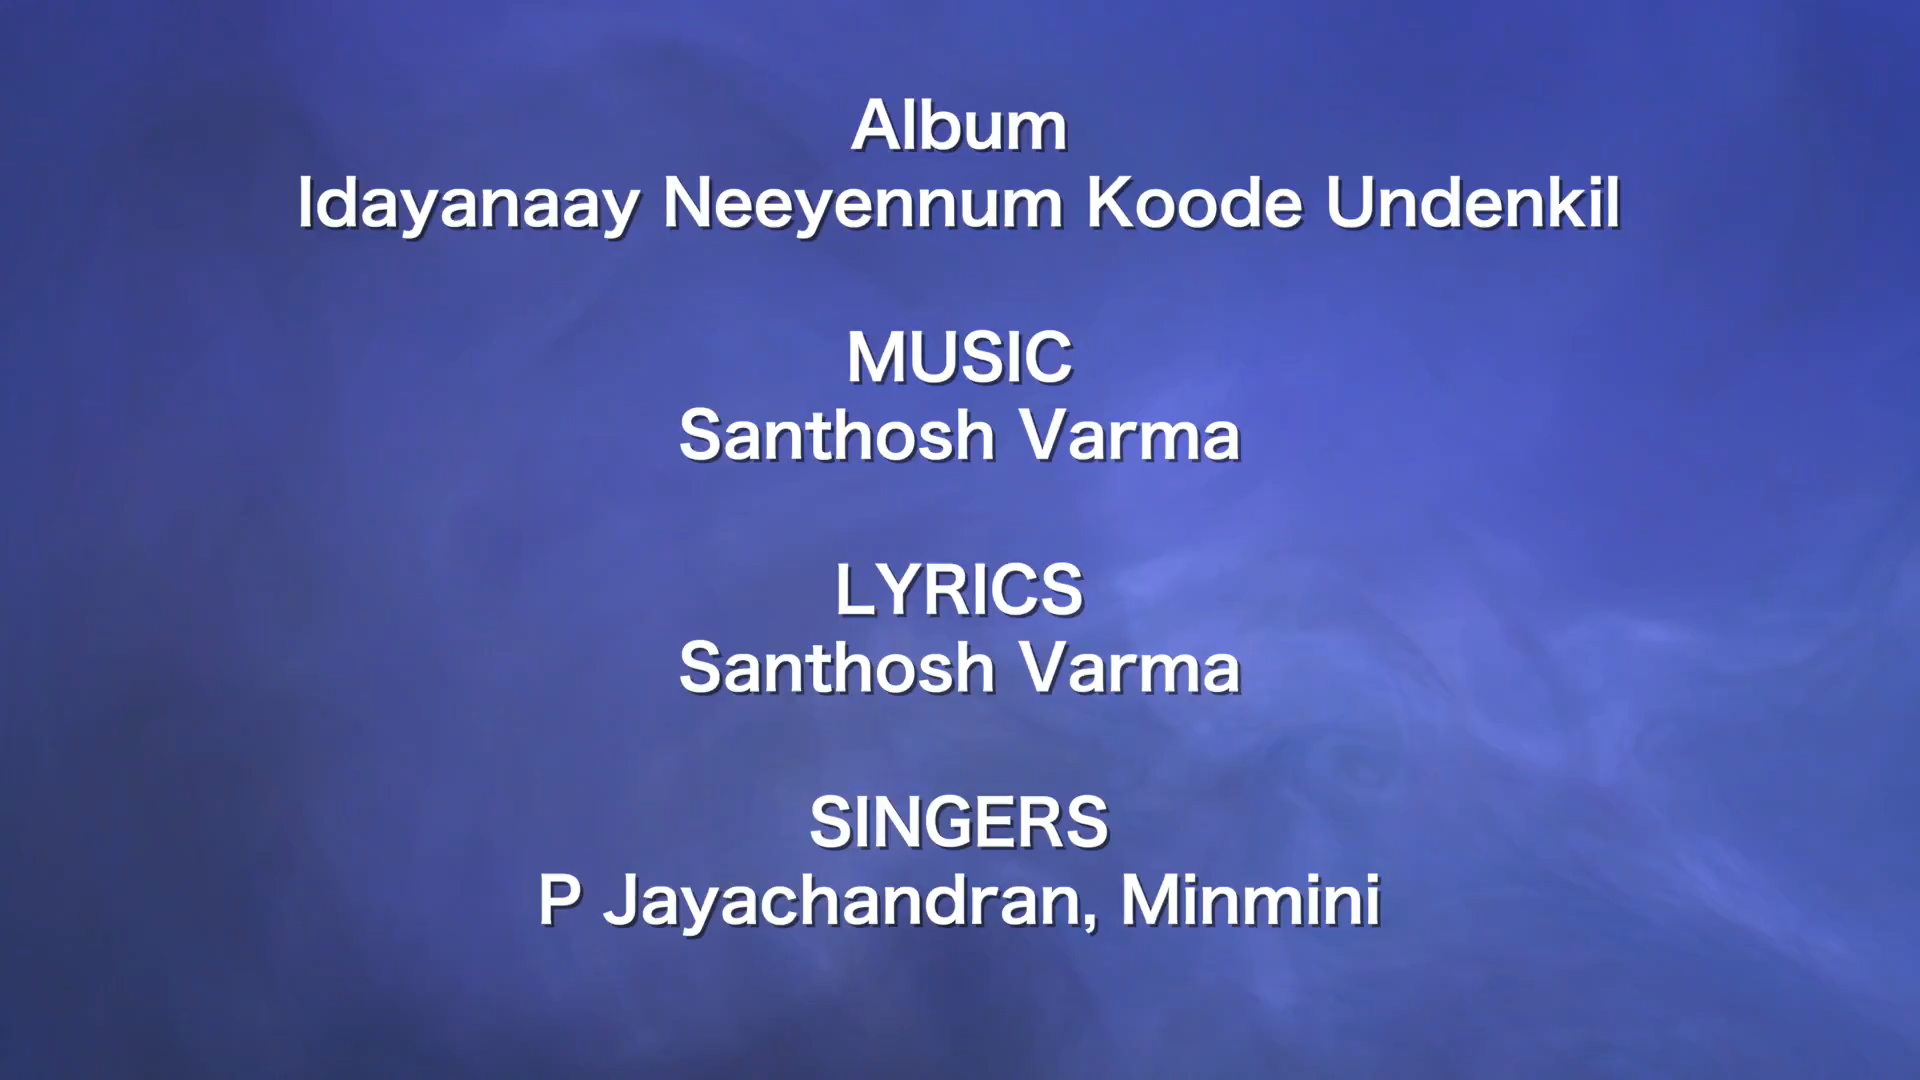 Album
Idayanaay Neeyennum Koode Undenkil
MUSIC
Santhosh Varma
LYRICS
Santhosh Varma
SINGERS
P Jayachandran, Minmini